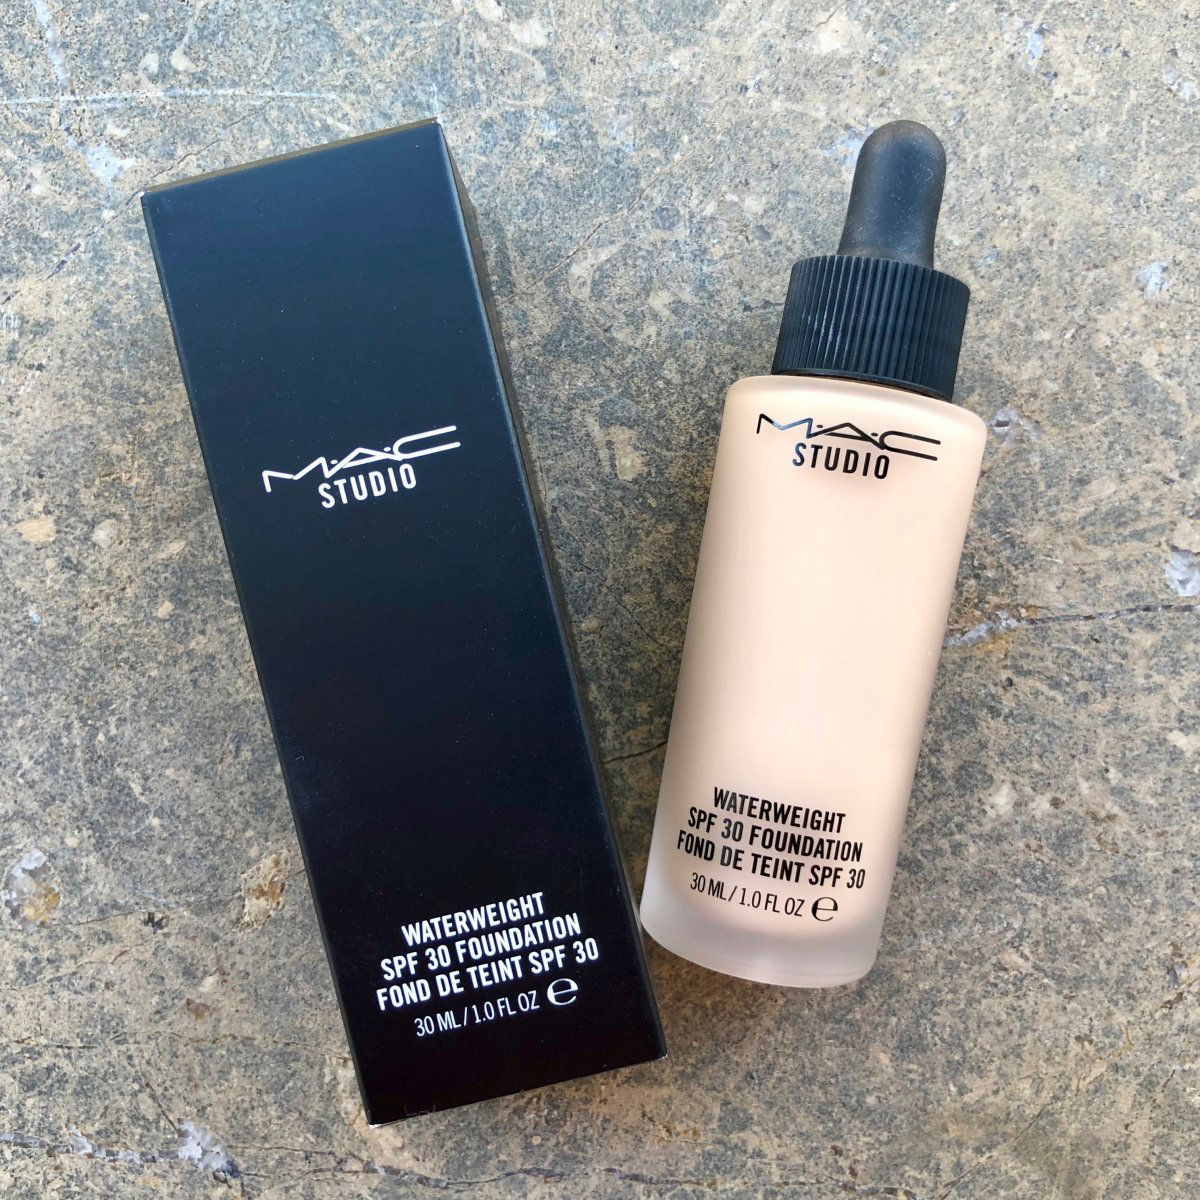 M·A·C
STUDIO
WATERWEIGHT
SPF 30 FOUNDATION
FOND DE TEINT SPF 30
30 ML / 1.0 FL OZ ℮
M·A·C
STUDIO
WATERWEIGHT
SPF 30 FOUNDATION
FOND DE TEINT SPF 30
30 ML / 1.0 FL OZ ℮